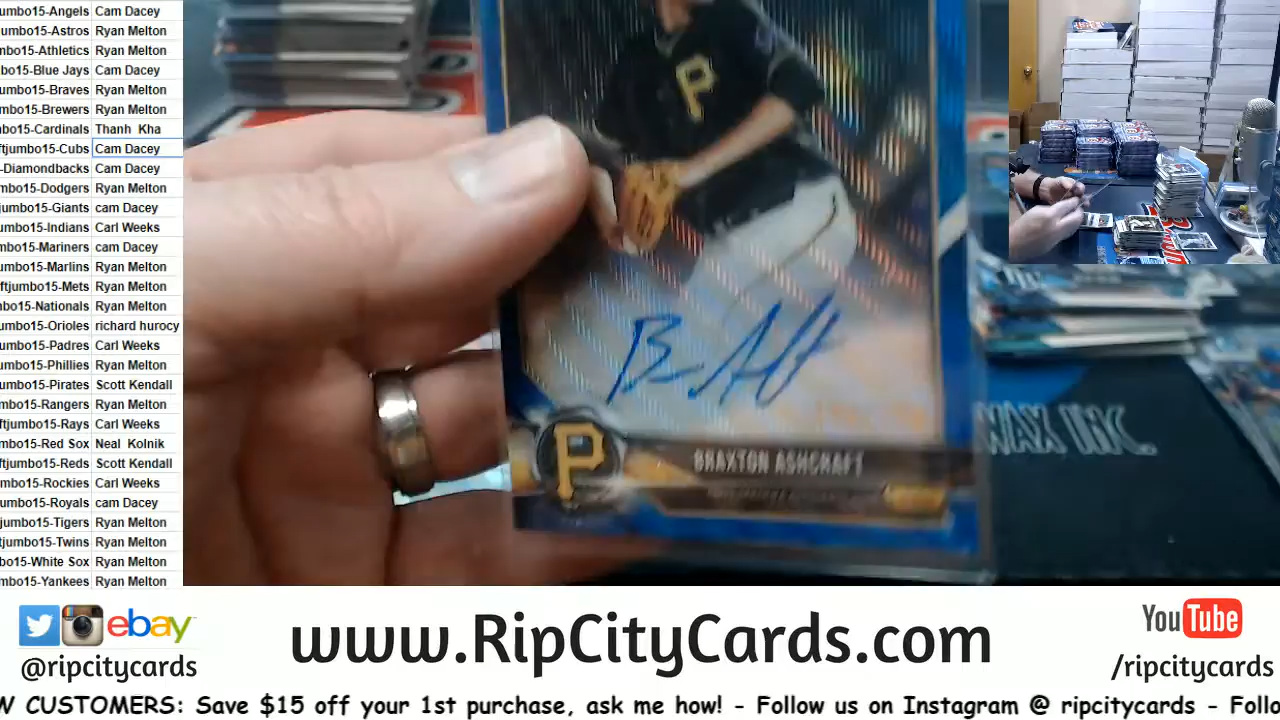 umbo15-Angels Cam Dacey
jumbo15-Astros Ryan Melton
mbo15-Athletics Ryan Melton
bo15-Blue Jays Cam Dacey
umbo15-Braves Ryan Melton
mbo15-Brewers Ryan Melton
nbo15-Cardinals Thanh Kha
ftjumbo15-Cubs Cam Dacey
-Diamondbacks Cam Dacey
mbo15-Dodgers Ryan Melton
jumbo15-Giants cam Dacey
umbo15-Indians Carl Weeks
mbo15-Mariners cam Dacey
umbo15-Marlins Ryan Melton
ftjumbo15-Mets Ryan Melton
nbo15-Nationals Ryan Melton
umbo15-Orioles richard hurocy
jumbo15-Padres Carl Weeks
mbo15-Phillies Ryan Melton
umbo15-Pirates Scott Kendall
mbo15-Rangers Ryan Melton
ftjumbo15-Rays Carl Weeks
mbo15-Red Sox Neal Kolnik
ftjumbo15-Reds Scott Kendall
mbo15-Rockies Carl Weeks
umbo15-Royals cam Dacey
jumbo15-Tigers Ryan Melton
tjumbo15-Twins Ryan Melton
bo15-White Sox Ryan Melton
mbo15-Yankees Ryan Melton
P
P
BRAXTON ASHCRAFT
WAX INC.
ebay
@ripcitycards
www.RipCityCards.com
YouTube
/ripcitycards
W CUSTOMERS: Save $15 off your 1st purchase, ask me how! - Follow us on Instagram @ ripcitycards - Follo